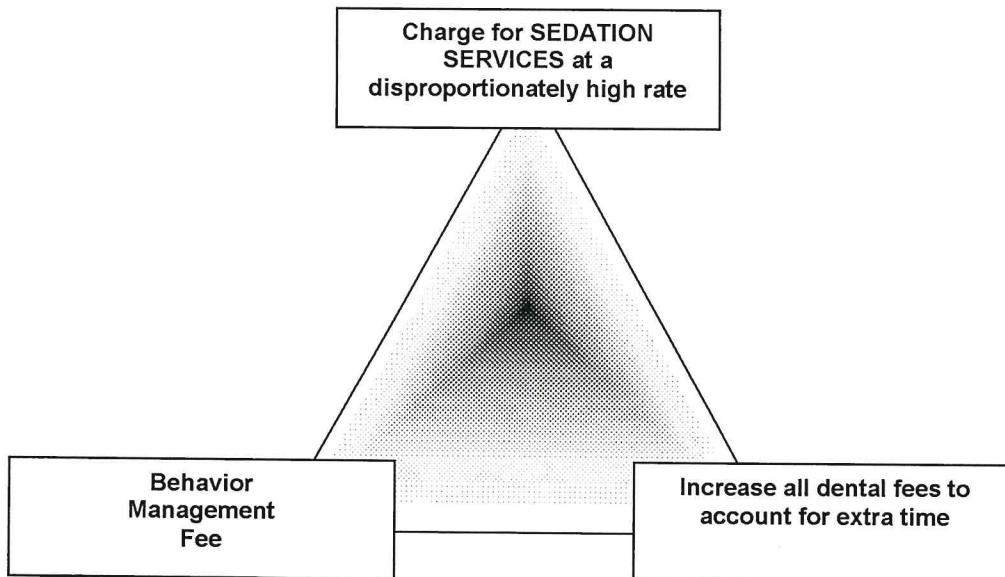 Charge for SEDATION
SERVICES at a
disproportionately high rate
Behavior
Management
Fee
Increase all dental fees to
account for extra time